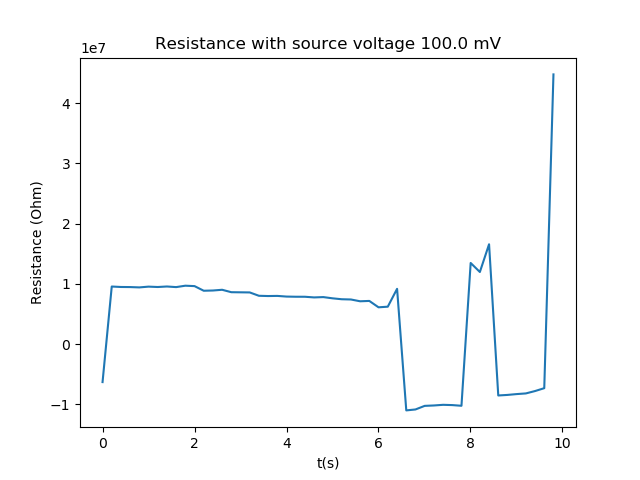 Resistance with source voltage 100.0 mV
1e7
4
3
2
1
0
−1
Resistance (Ohm)
0 2 4 6 8 10
t(s)